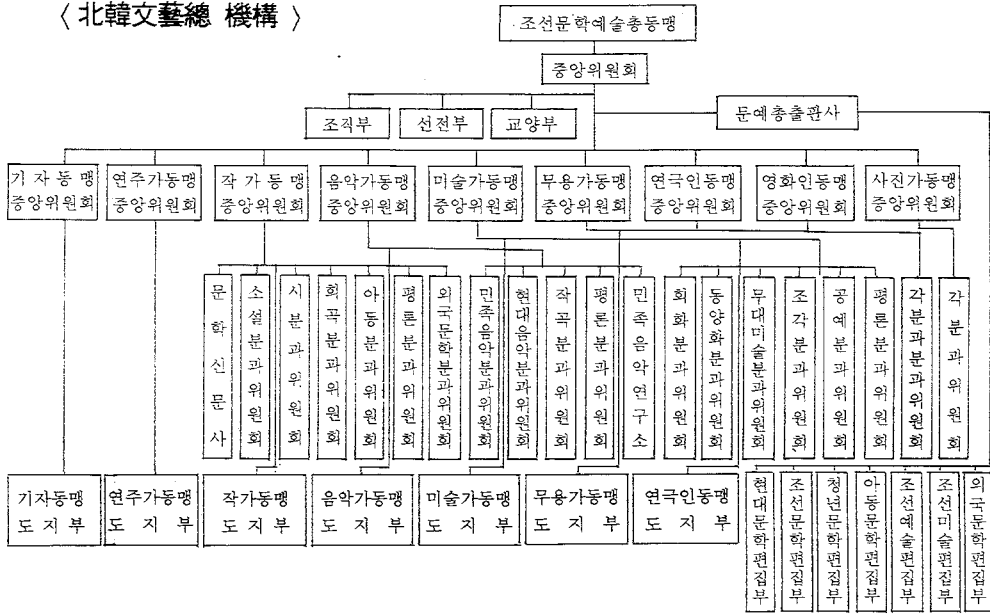 〈 北韓文藝總 機構 〉
조선문학예술총동맹
중앙위원회
조직부
선전부
교양부
문예총출판사
기자동맹
중앙위원회
연주가동맹
중앙위원회
작가동맹
중앙위원회
음악가동맹
중앙위원회
미술가동맹
중앙위원회
무용가동맹
중앙위원회
연극인동맹
중앙위원회
영화인동맹
중앙위원회
사진가동맹
중앙위원회
문학신문사
소설분과위원회
시분과위원회
희곡분과위원회
아동분과위원회
평론분과위원회
외국문학분과위원회
민족음악분과위원회
현대음악분과위원회
작곡분과위원회
평론분과위원회
민족음악연구소
회화분과위원회
동양화분과위원회
무대미술분과위원회
조각분과위원회
공예분과위원회
평론분과위원회
각분과분과위원회
각분과위원회
기자동맹
도지부
연주가동맹
도지부
작가동맹
도지부
음악가동맹
도지부
미술가동맹
도지부
무용가동맹
도지부
연극인동맹
도지부
현대문학편집부
조선문학편집부
청년문학편집부
아동문학편집부
조선예술편집부
조선미술편집부
외국문학편집부